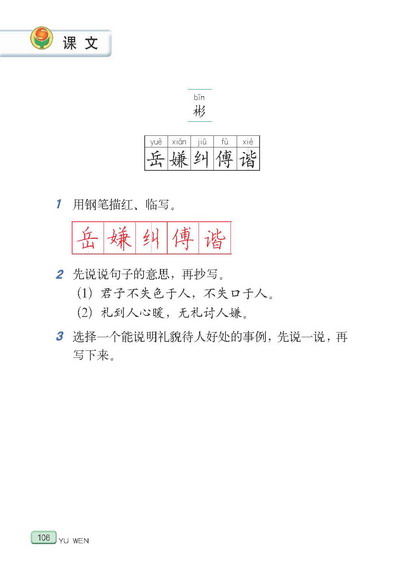 课文
bīn
彬
yuè xián jiū fù xié
岳嫌纠傅谐
1 用钢笔描红、临写。
岳嫌纠傅谐
2 先说说句子的意思，再抄写。
（1）君子不失色于人，不失口于人。
（2）礼到人心暖，无礼讨人嫌。
3 选择一个能说明礼貌待人好处的事例，先说一说，再
写下来。
106 YU WEN